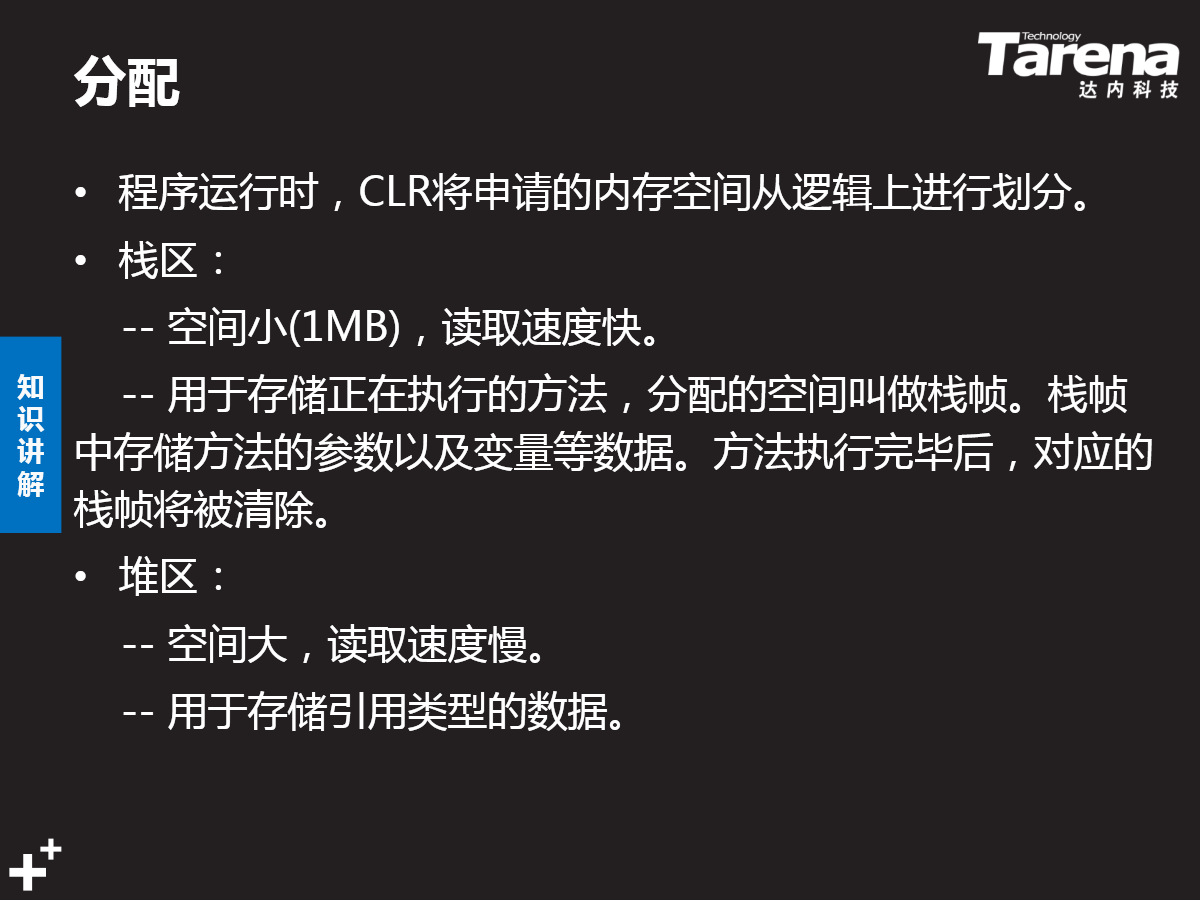 分配
Technology
Tarena
达内科技
• 程序运行时，CLR将申请的内存空间从逻辑上进行划分。
• 栈区：
-- 空间小(1MB)，读取速度快。
-- 用于存储正在执行的方法，分配的空间叫做栈帧。栈帧
中存储方法的参数以及变量等数据。方法执行完毕后，对应的
栈帧将被清除。
• 堆区：
-- 空间大，读取速度慢。
-- 用于存储引用类型的数据。
知
识
讲
解